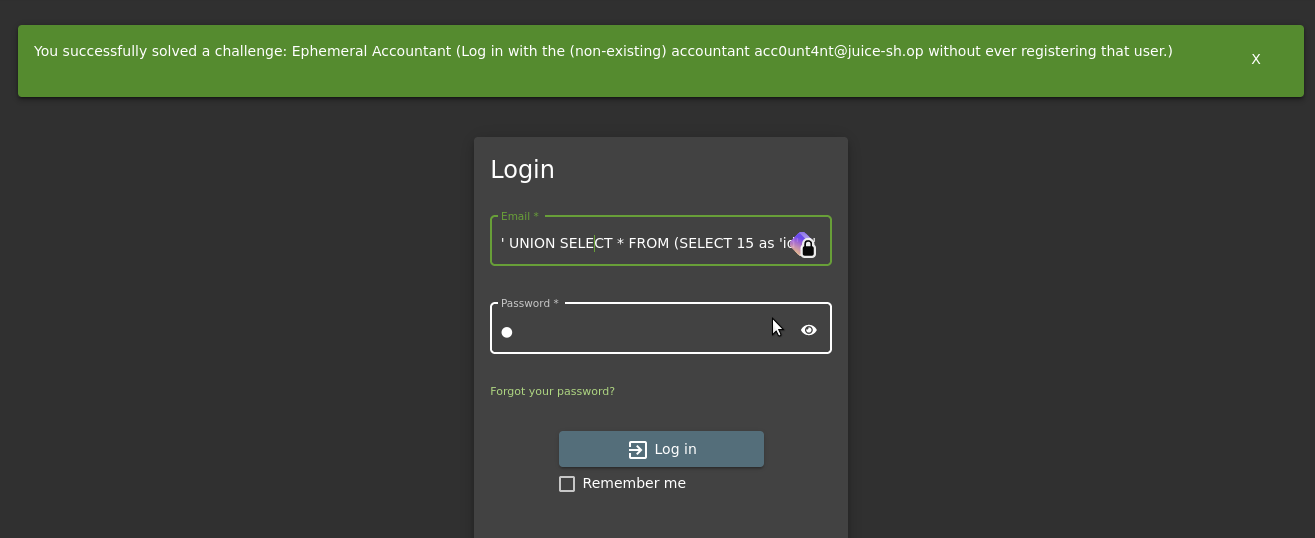 You successfully solved a challenge: Ephemeral Accountant (Log in with the (non-existing) accountant acc0unt4nt@juice-sh.op without ever registering that user.)
X
Login
Email *
' UNION SELECT * FROM (SELECT 15 as 'id
Password *
Forgot your password?
Log in
Remember me